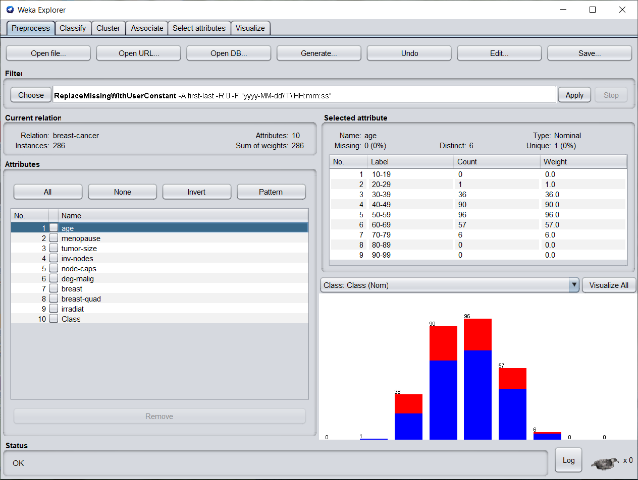 Weka Explorer
Preprocess Classify Cluster Associate Select attributes Visualize
Open file... Open URL... Open DB... Generate... Undo Edit... Save...
Filter
Choose ReplaceMissingWithUserConstant -A first-last -R U -F
Apply Stop
Current relation
Relation: breast-cancer Attributes: 10
Instances: 286 Sum of weights: 286
Attributes
All None Invert Pattern
No Name
1 age
2 menopause
3 tumor-size
4 inv-nodes
5 node-caps
6 deg-malig
7 breast
8 breast-quad
9 irradiat
10 Class
Remove
Selected attribute
Name: age Type: Nominal
Missing: 0 (0%) Distinct: 6 Unique: 1 (0%)
No. Label Count Weight
1 10-19 0 0.0
2 20-29 1 1.0
3 30-39 36 36.0
4 40-49 90 90.0
5 50-59 96 96.0
6 60-69 57 57.0
7 70-79 6 6.0
8 80-89 0 0.0
9 90-99 0 0.0
Class: Class (Nom) Visualize All
0 1 36 90 96 57 6 0 0
Status
OK
Log x 0